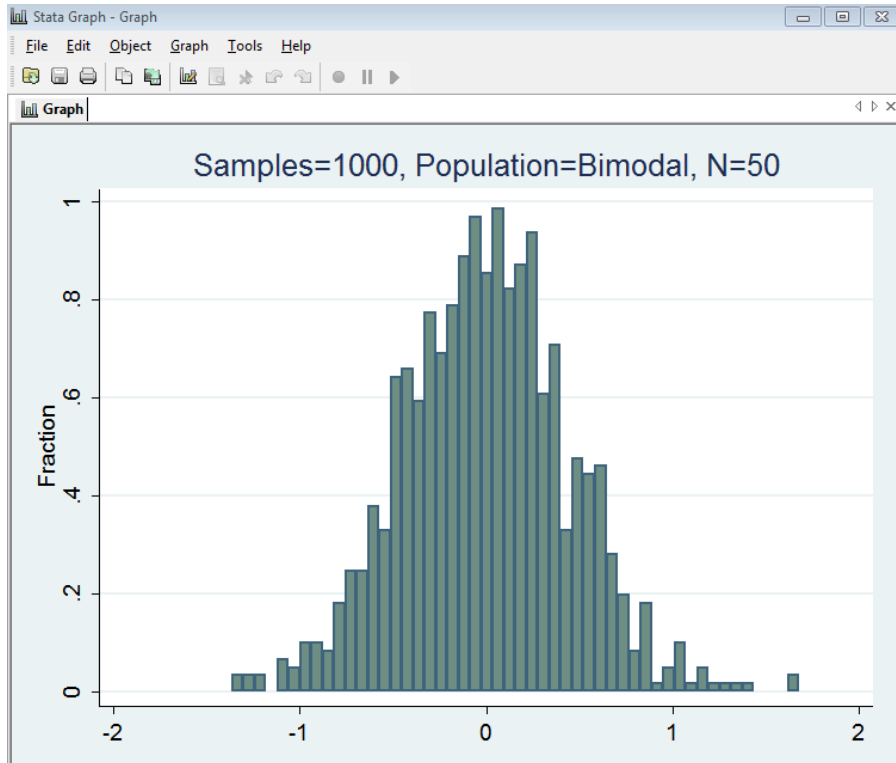 Stata Graph - Graph
File Edit Object Graph Tools Help
Graph
Samples=1000, Population=Bimodal, N=50
1
.8
.6
.4
.2
0
Fraction
-2 -1 0 1 2